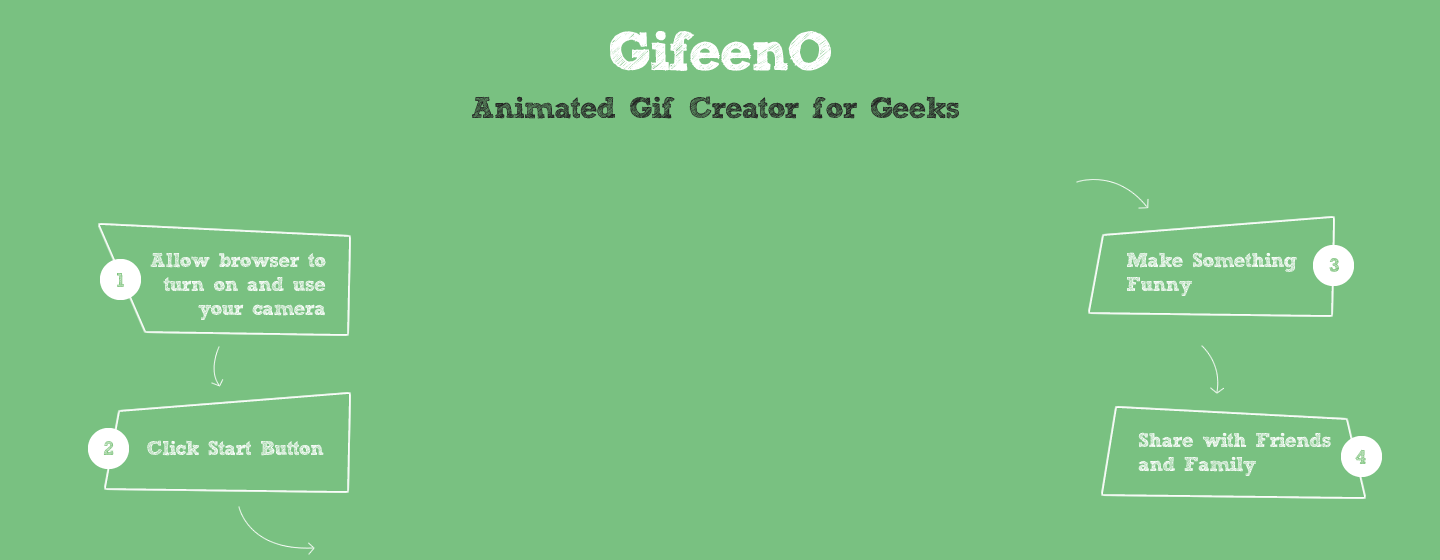 GifeenO
Animated Gif Creator for Geeks
1
Allow browser to
turn on and use
your camera
2
Click Start Button
3
Make Something
Funny
4
Share with Friends
and Family